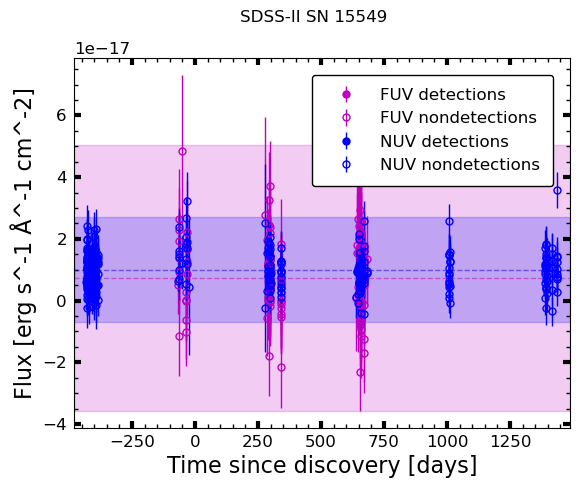 SDSS-II SN 15549
1e−17
Flux [erg s^-1 Å^-1 cm^-2]
6
4
2
0
−2
−4
FUV detections
FUV nondetections
NUV detections
NUV nondetections
−250 0 250 500 750 1000 1250
Time since discovery [days]